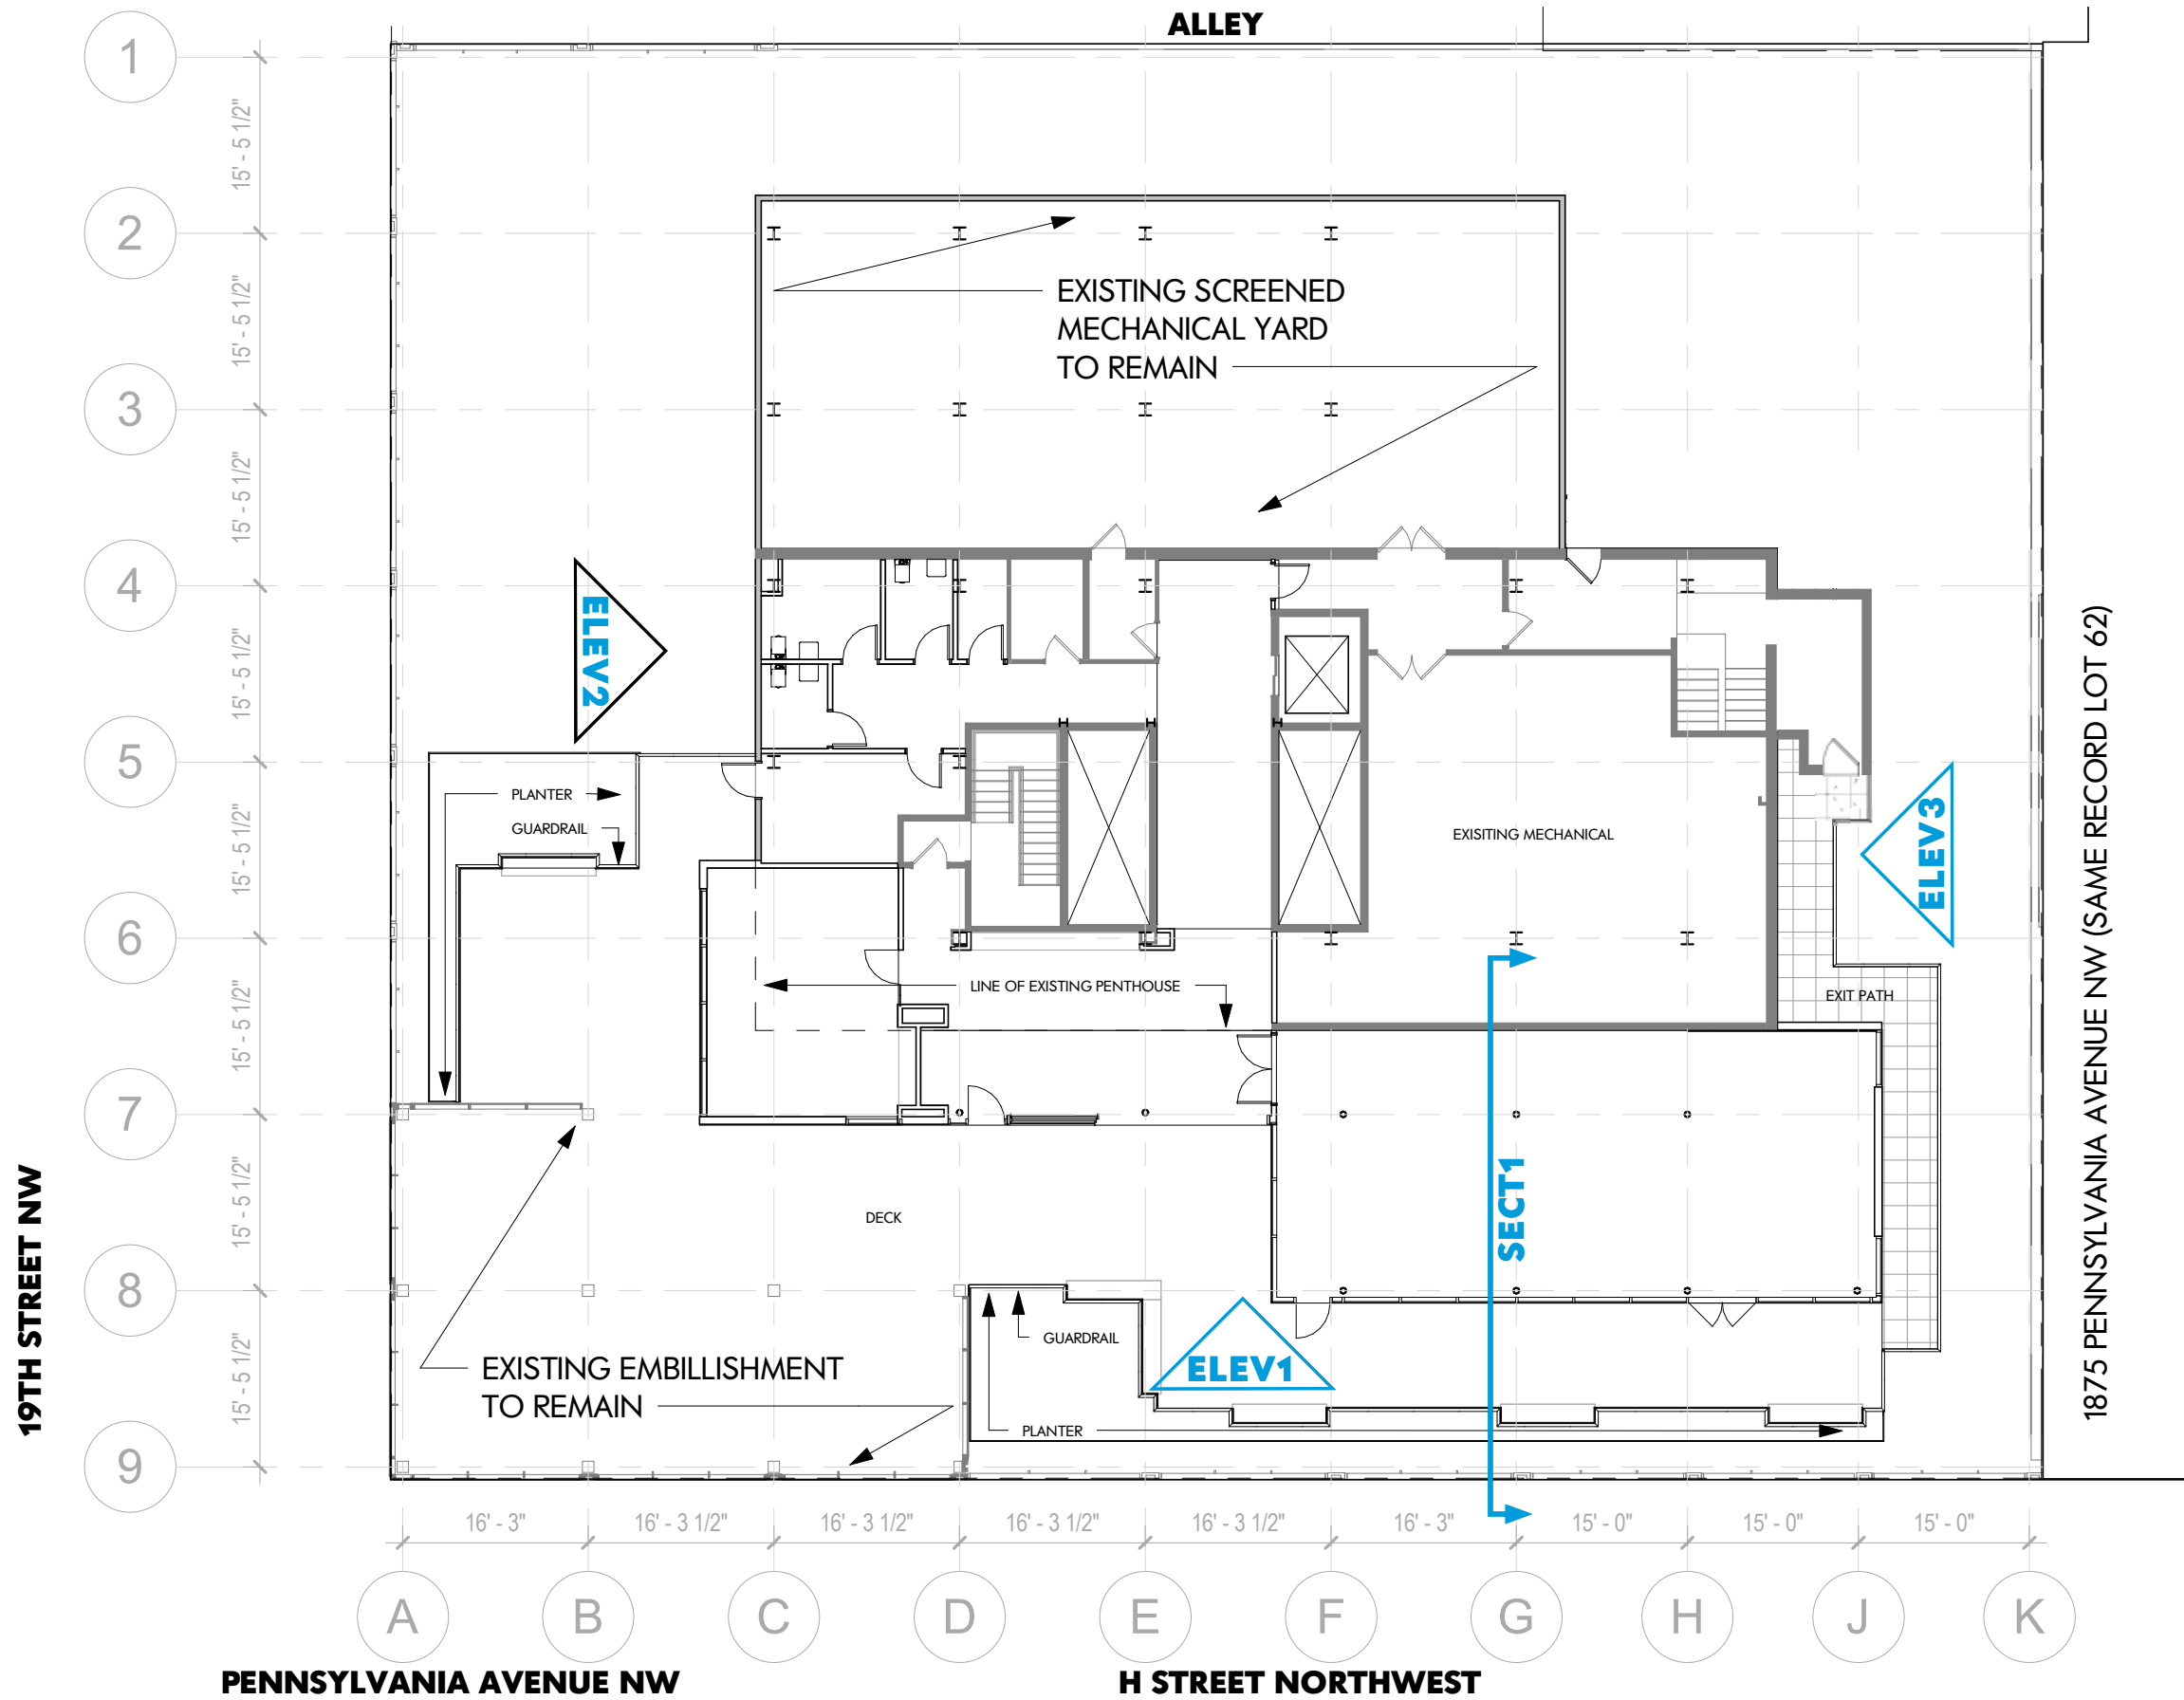 ALLEY
1
15' - 5 1/2"
2
EXISTING SCREENED
MECHANICAL YARD
TO REMAIN
15' - 5 1/2"
3
15' - 5 1/2"
4
ELEV2
15' - 5 1/2"
5
PLANTER
GUARDRAIL
15' - 5 1/2"
EXISITING MECHANICAL
ELEV3
6
LINE OF EXISTING PENTHOUSE
EXIT PATH
15' - 5 1/2"
7
SECT1
15' - 5 1/2"
DECK
8
GUARDRAIL
ELEV1
EXISTING EMBILLISHMENT
TO REMAIN
15' - 5 1/2"
PLANTER
9
19TH STREET NW
1875 PENNSYLVANIA AVENUE NW (SAME RECORD LOT 62)
16' - 3" 16' - 3 1/2" 16' - 3 1/2" 16' - 3 1/2" 16' - 3 1/2" 16' - 3" 15' - 0" 15' - 0" 15' - 0"
A B C D E F G H J K
PENNSYLVANIA AVENUE NW H STREET NORTHWEST